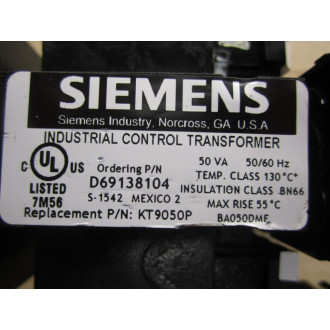 SIEMENS
Siemens Industry, Norcross, GA U.S.A
INDUSTRIAL CONTROL TRANSFORMER
C UL US
LISTED
7M56
Ordering P/N
D69138104
S-1542 MEXICO 2
Replacement P/N: KT9050P
50 VA 50/60 Hz
TEMP. CLASS 130°C*
INSULATION CLASS .BN66
MAX RISE 55°C
BA050DMF